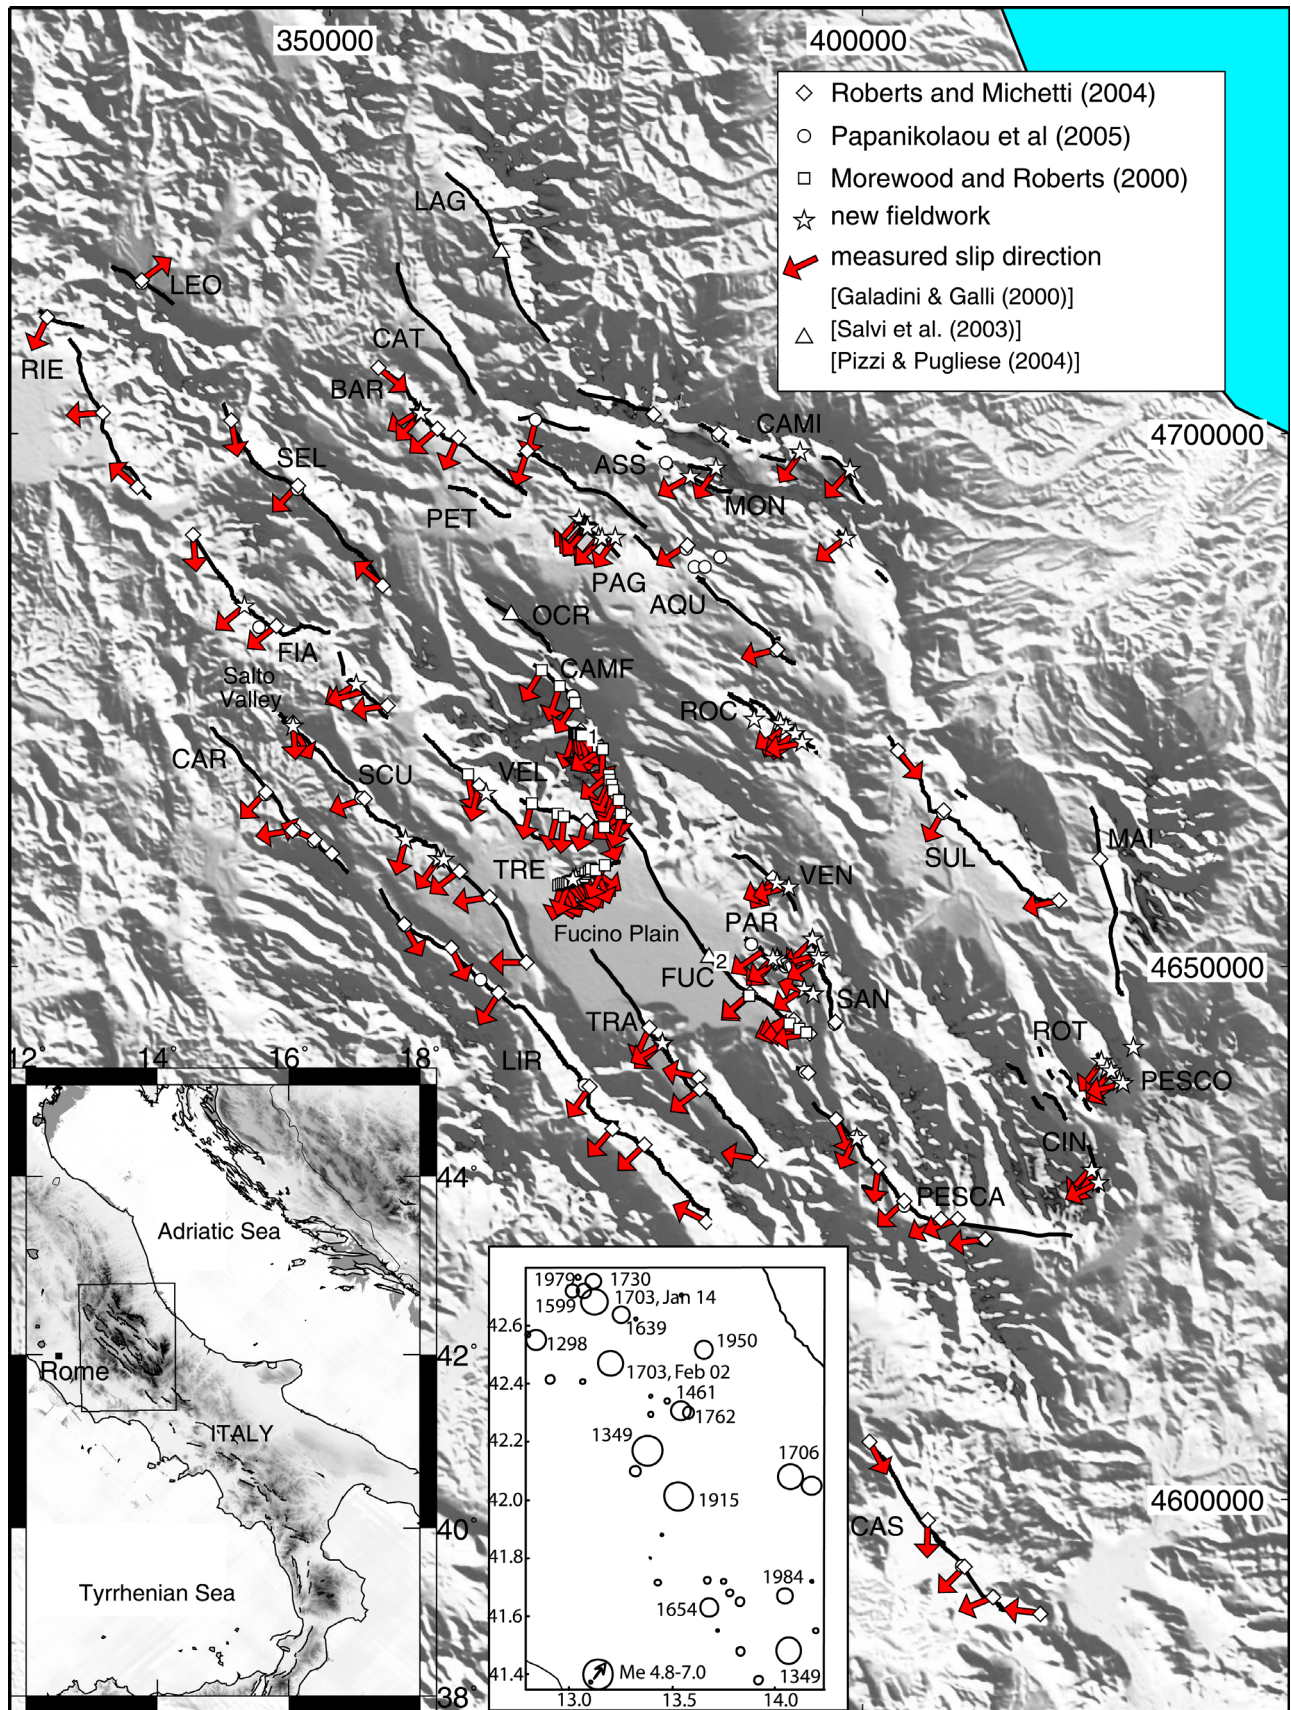 350000
400000
Roberts and Michetti (2004)
Papanikolaou et al (2005)
Morewood and Roberts (2000)
new fieldwork
measured slip direction
[Galadini & Galli (2000)]
[Salvi et al. (2003)]
[Pizzi & Pugliese (2004)]
LAG
LEO
CAT
RIE
BAR
CAMI
4700000
SEL
ASS
MON
PET
PAG
AQU
OCR
FIA
CAMF
Salto
Valley
ROC
1
CAR
SCU
VEL
MAI
SUL
TRE
VEN
PAR
Fucino Plain
2
FUC
4650000
SAN
TRA
ROT
LIR
PESCO
CIN
PESCA
12°
14°
16°
18°
44°
Adriatic Sea
42°
Rome
ITALY
40°
Tyrrhenian Sea
38°
1979
1730
1599
1703, Jan 14
42.6
1639
1298
1950
1703, Feb 02
42.4
1461
1762
1349
42.2
1706
42.0
1915
41.8
1984
1654
41.6
Me 4.8-7.0
1349
41.4
13.0
13.5
14.0
4600000
CAS